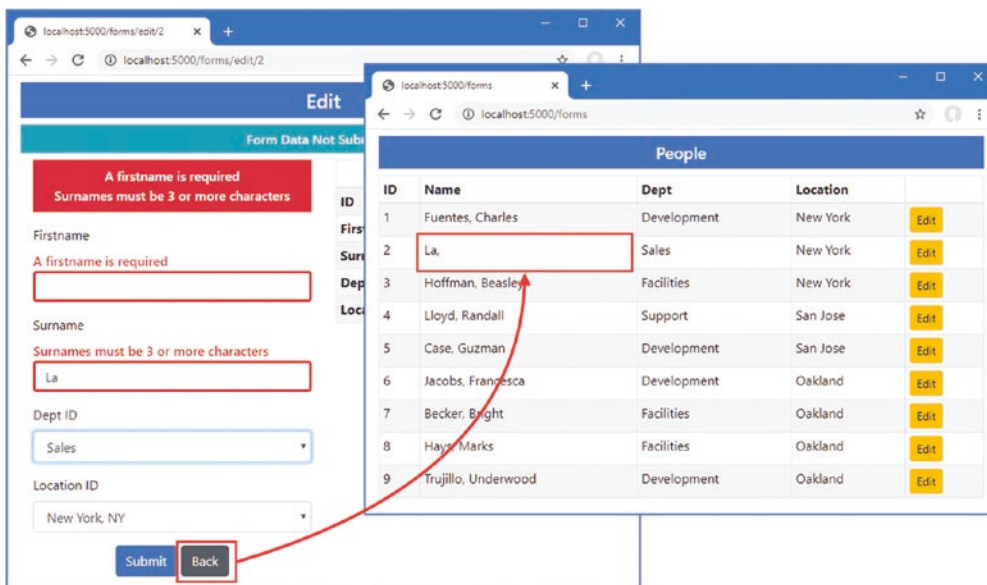 localhost:5000/forms/edit/2
localhost:5000/forms/edit/2
Edit
Form Data Not
A firstname is required
Surnames must be 3 or more characters
Firstname
A firstname is required
Surname
Surnames must be 3 or more characters
La
Dept ID
Sales
Location ID
New York, NY
Submit Back
ID
localhost:5000/forms
localhost:5000/forms
People
ID Name Dept Location
1 Fuentes, Charles Development New York Edit
2 La, Sales New York Edit
3 Hoffman, Beasley Facilities New York Edit
4 Lloyd, Randall Support San Jose Edit
5 Case, Guzman Development San Jose Edit
6 Jacobs, Francesca Development Oakland Edit
7 Becker, Bright Facilities Oakland Edit
8 Hays, Marks Facilities Oakland Edit
9 Trujillo, Underwood Development Oakland Edit